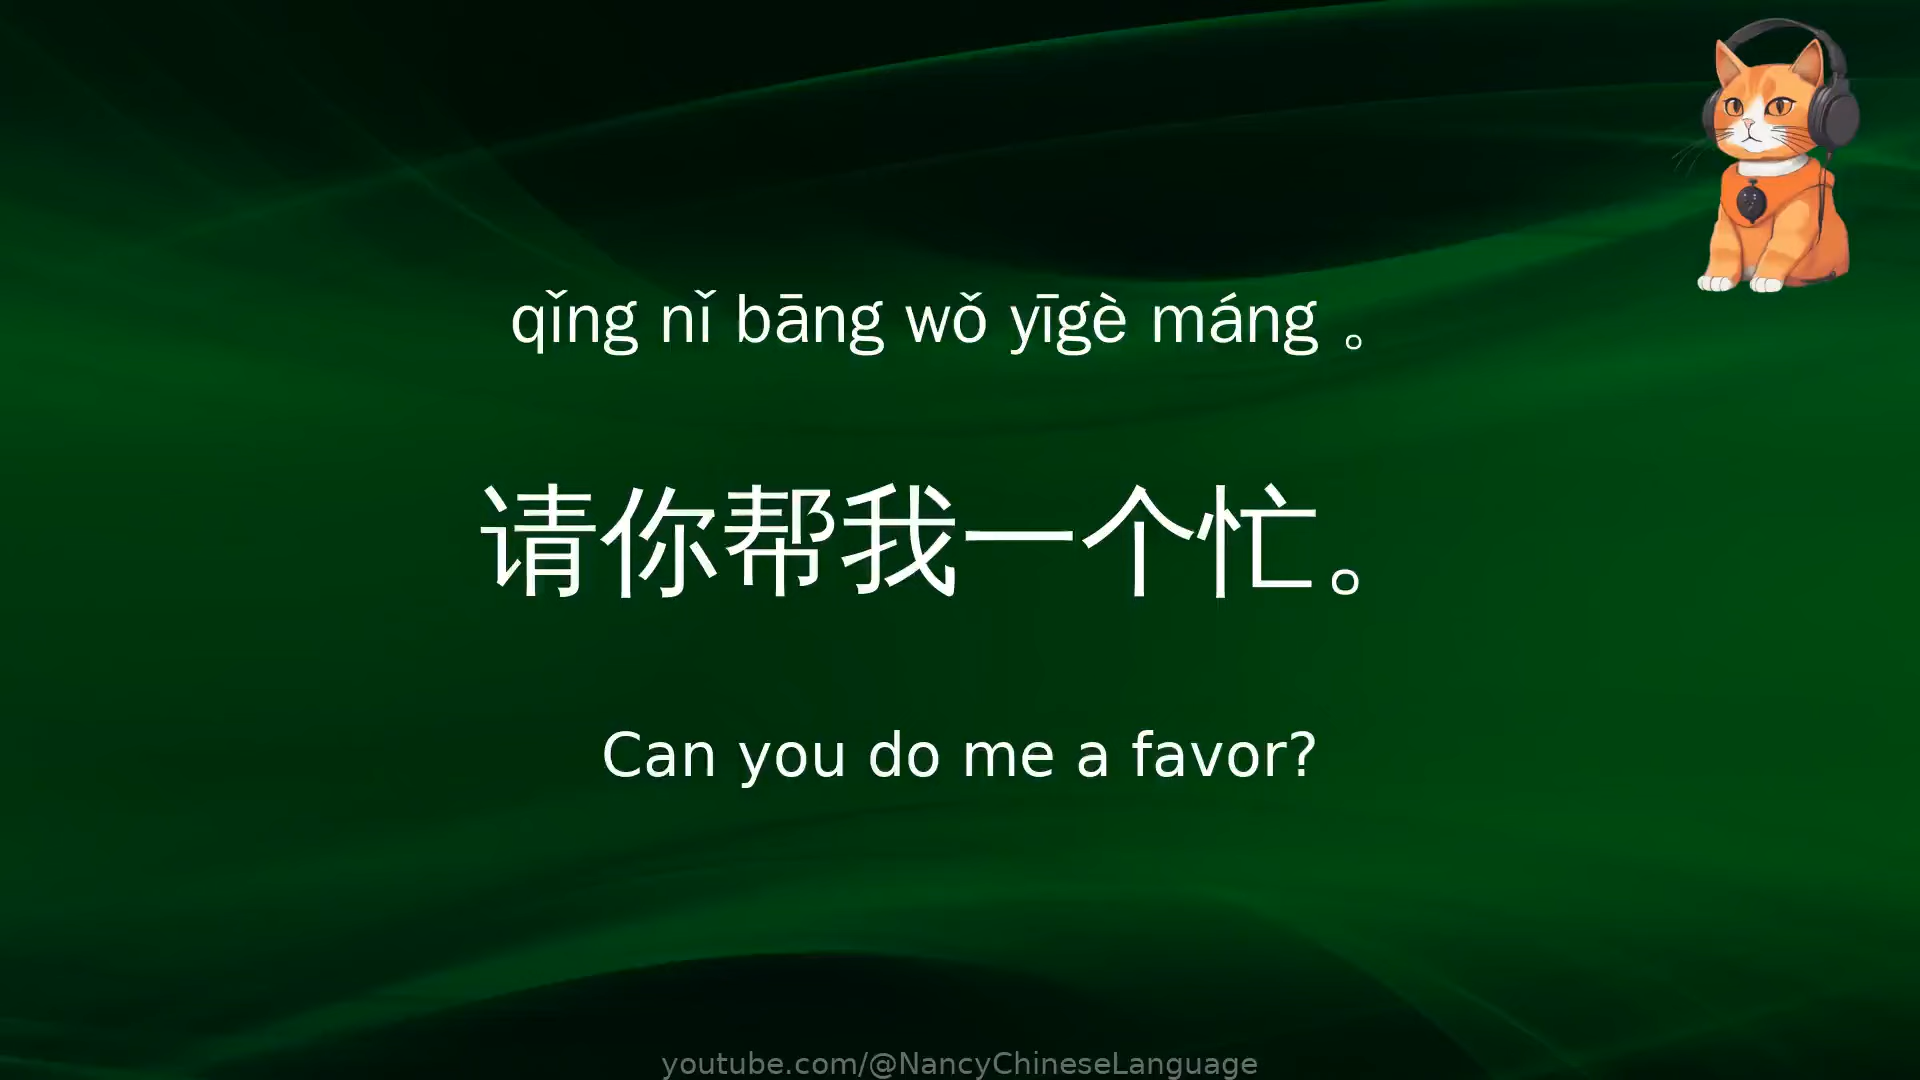 qǐng nǐ bāng wǒ yīgè máng 。
请你帮我一个忙。
Can you do me a favor?
youtube.com/@NancyChineseLanguage